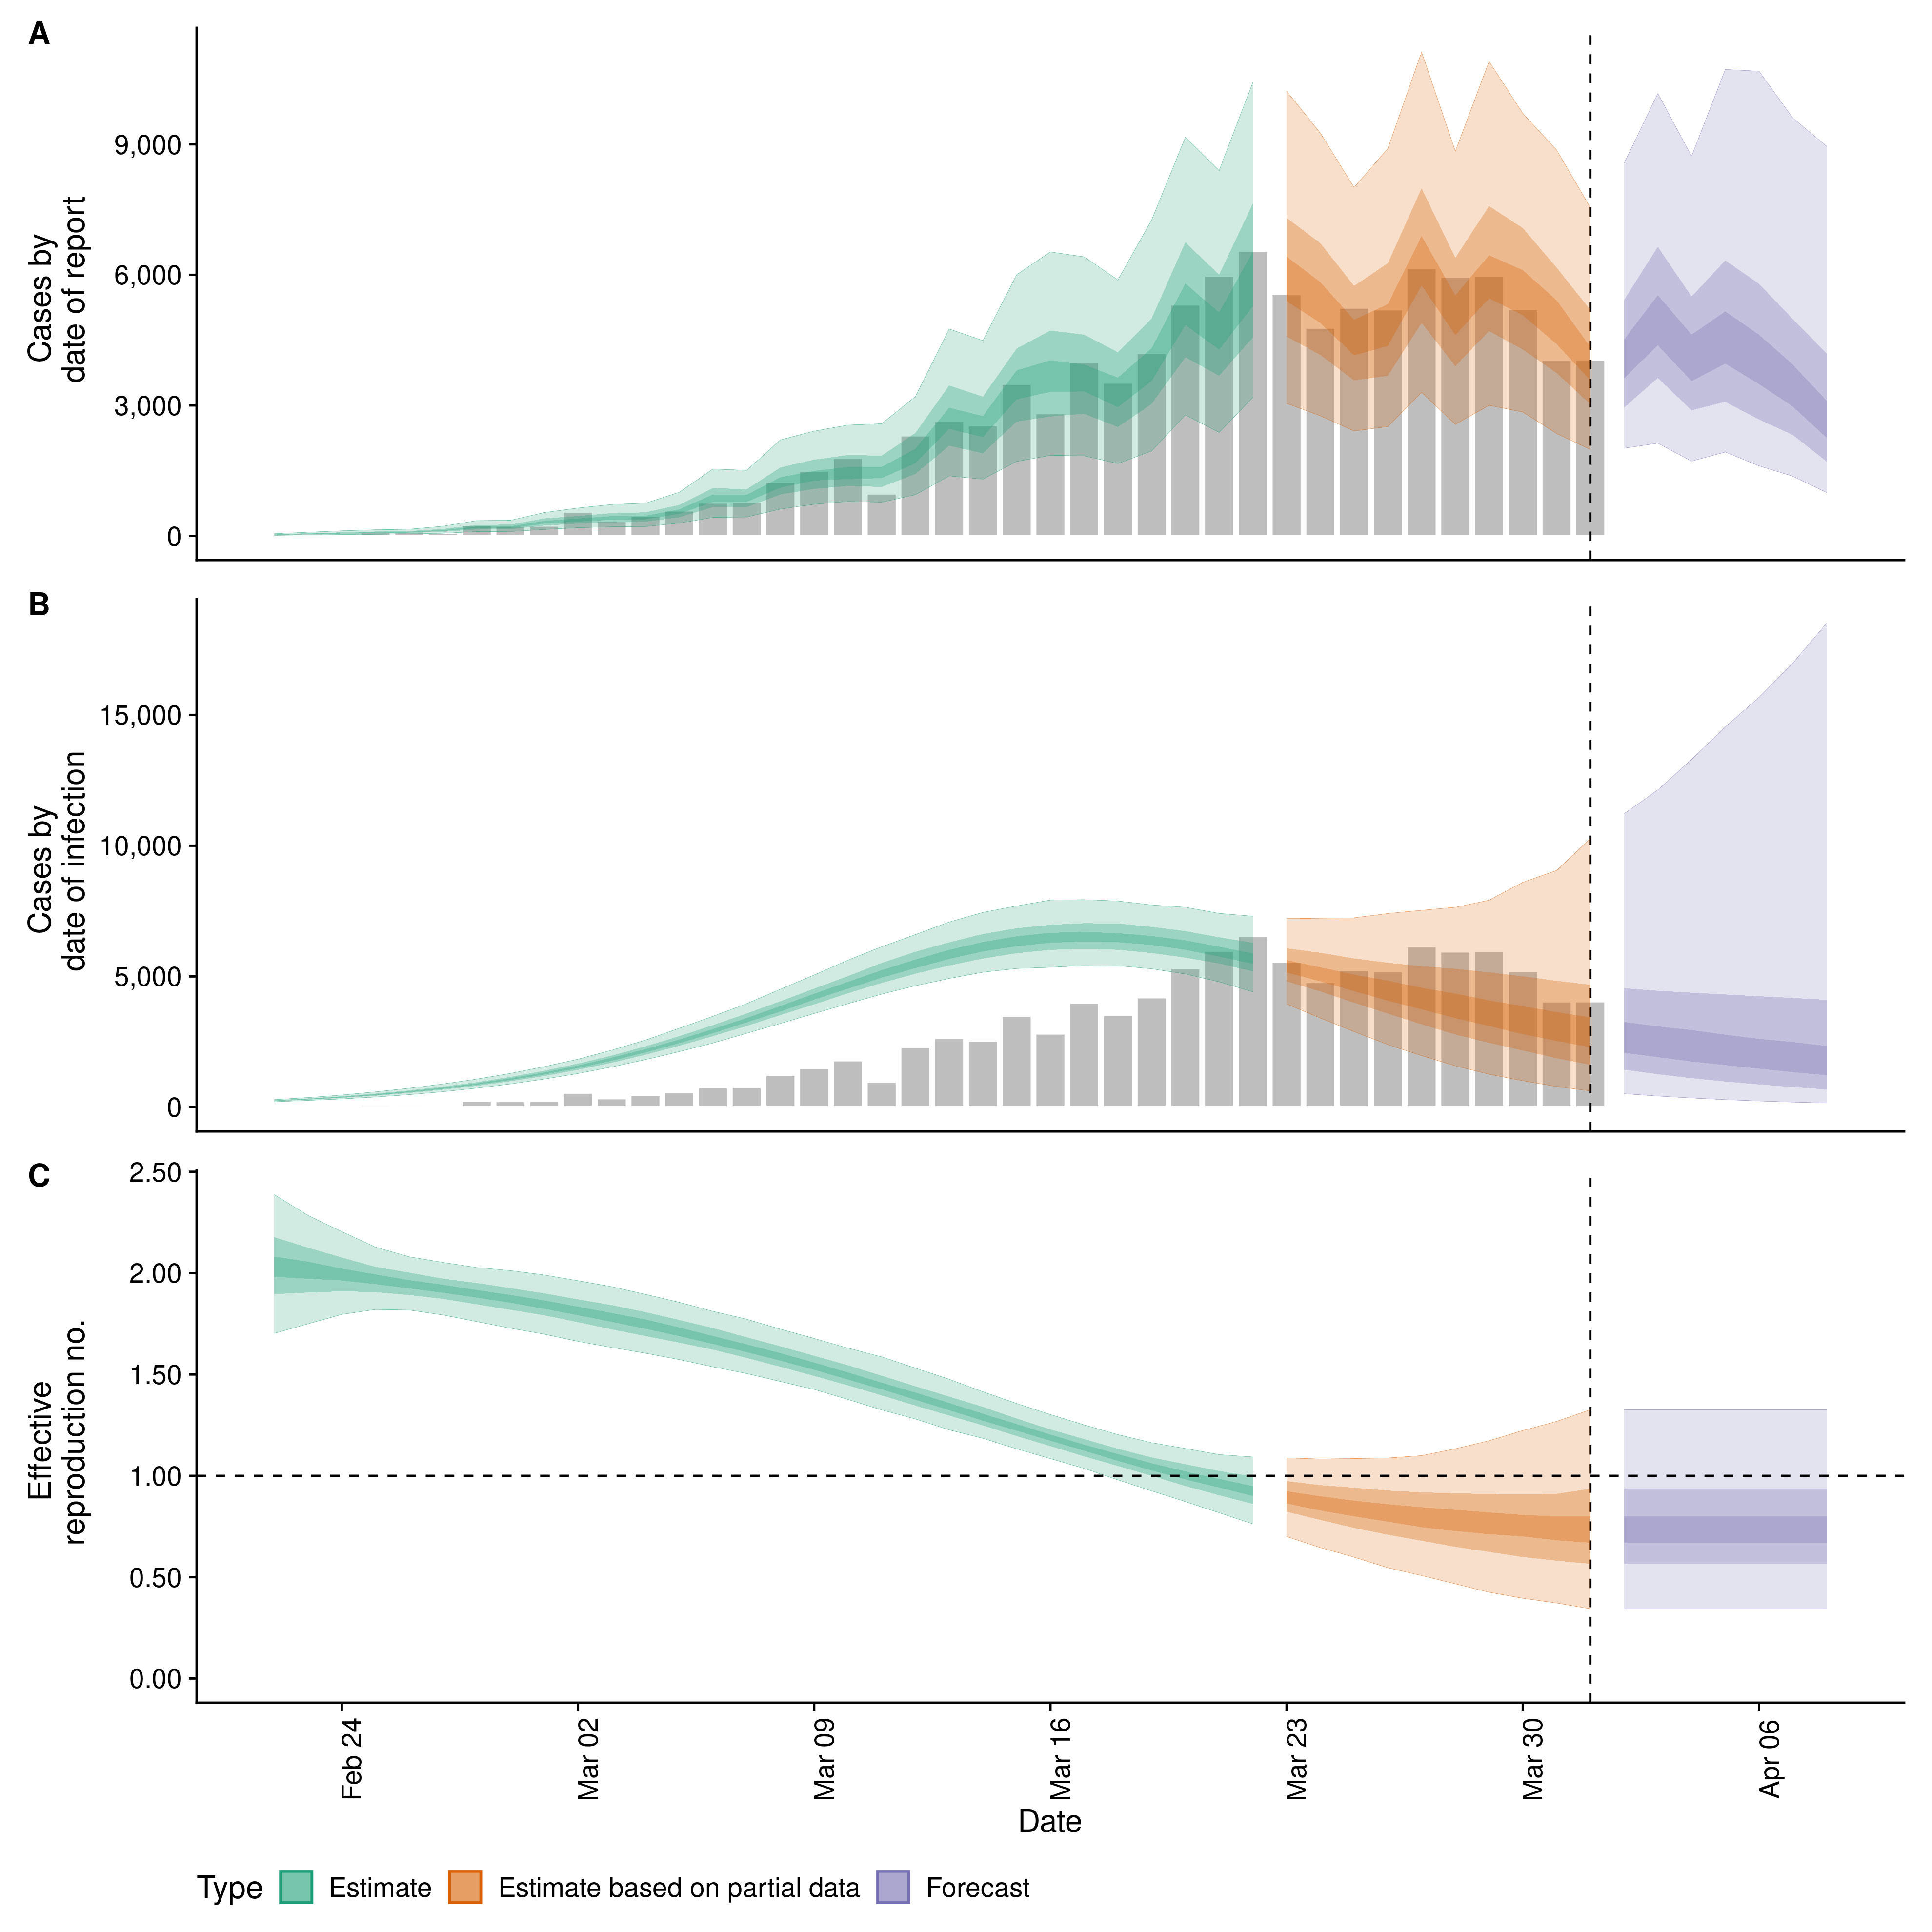 A
Cases by
date of report
9,000
6,000
3,000
0
B
Cases by
date of infection
15,000
10,000
5,000
0
C
Effective
reproduction no.
2.50
2.00
1.50
1.00
0.50
0.00
Feb 24
Mar 02
Mar 09
Mar 16
Mar 23
Mar 30
Apr 06
Date
Type Estimate Estimate based on partial data Forecast